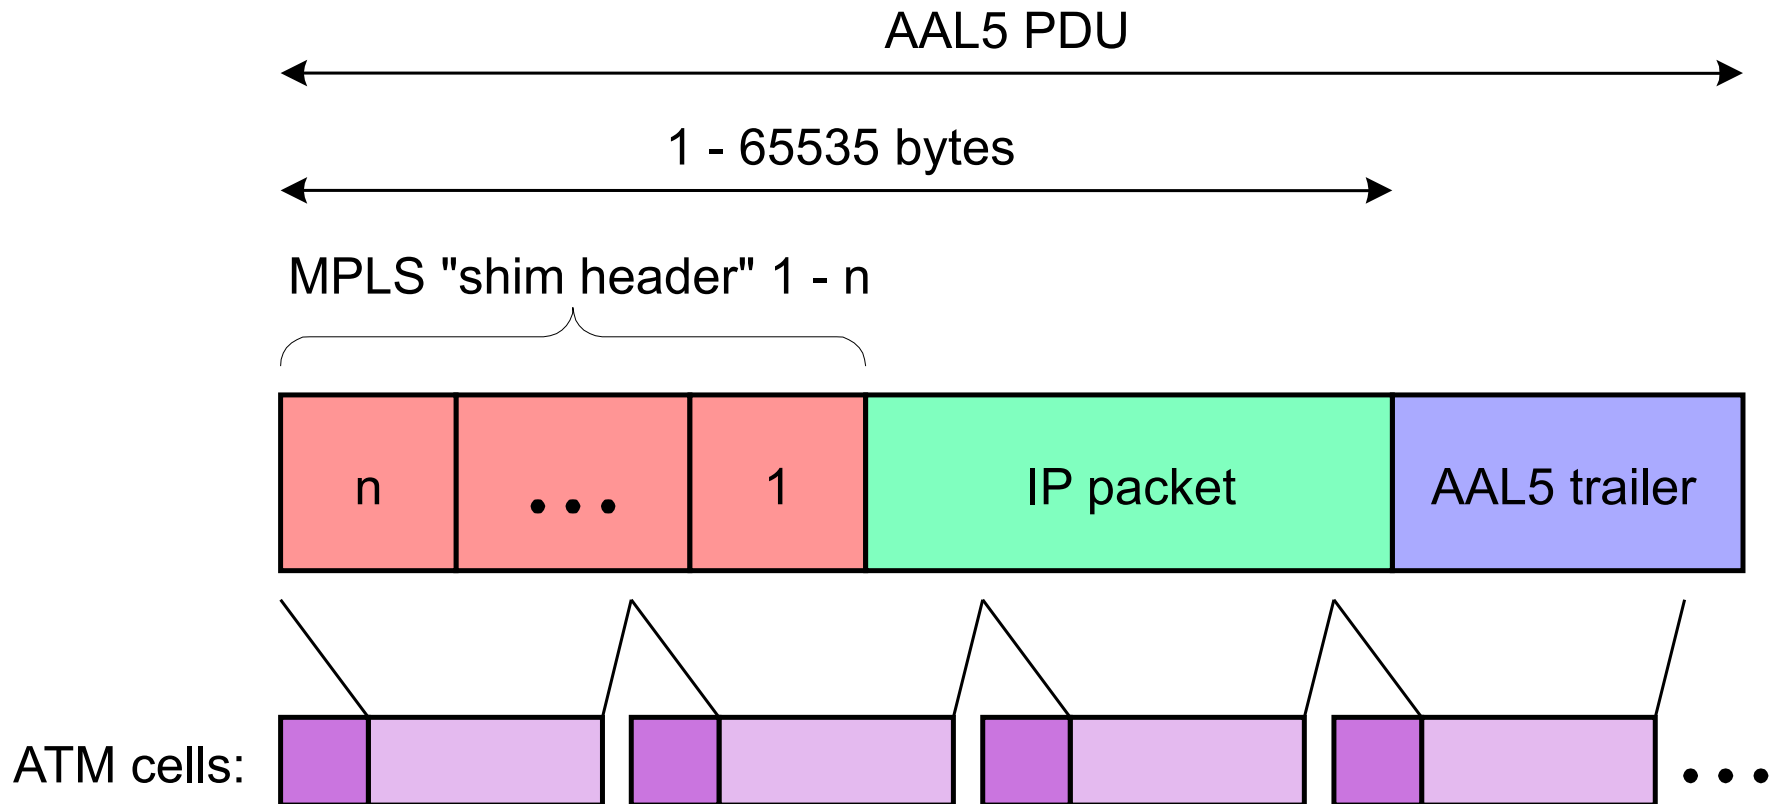 AAL5 PDU
1 - 65535 bytes
MPLS "shim header" 1 - n
n ... 1 IP packet AAL5 trailer
ATM cells: ...